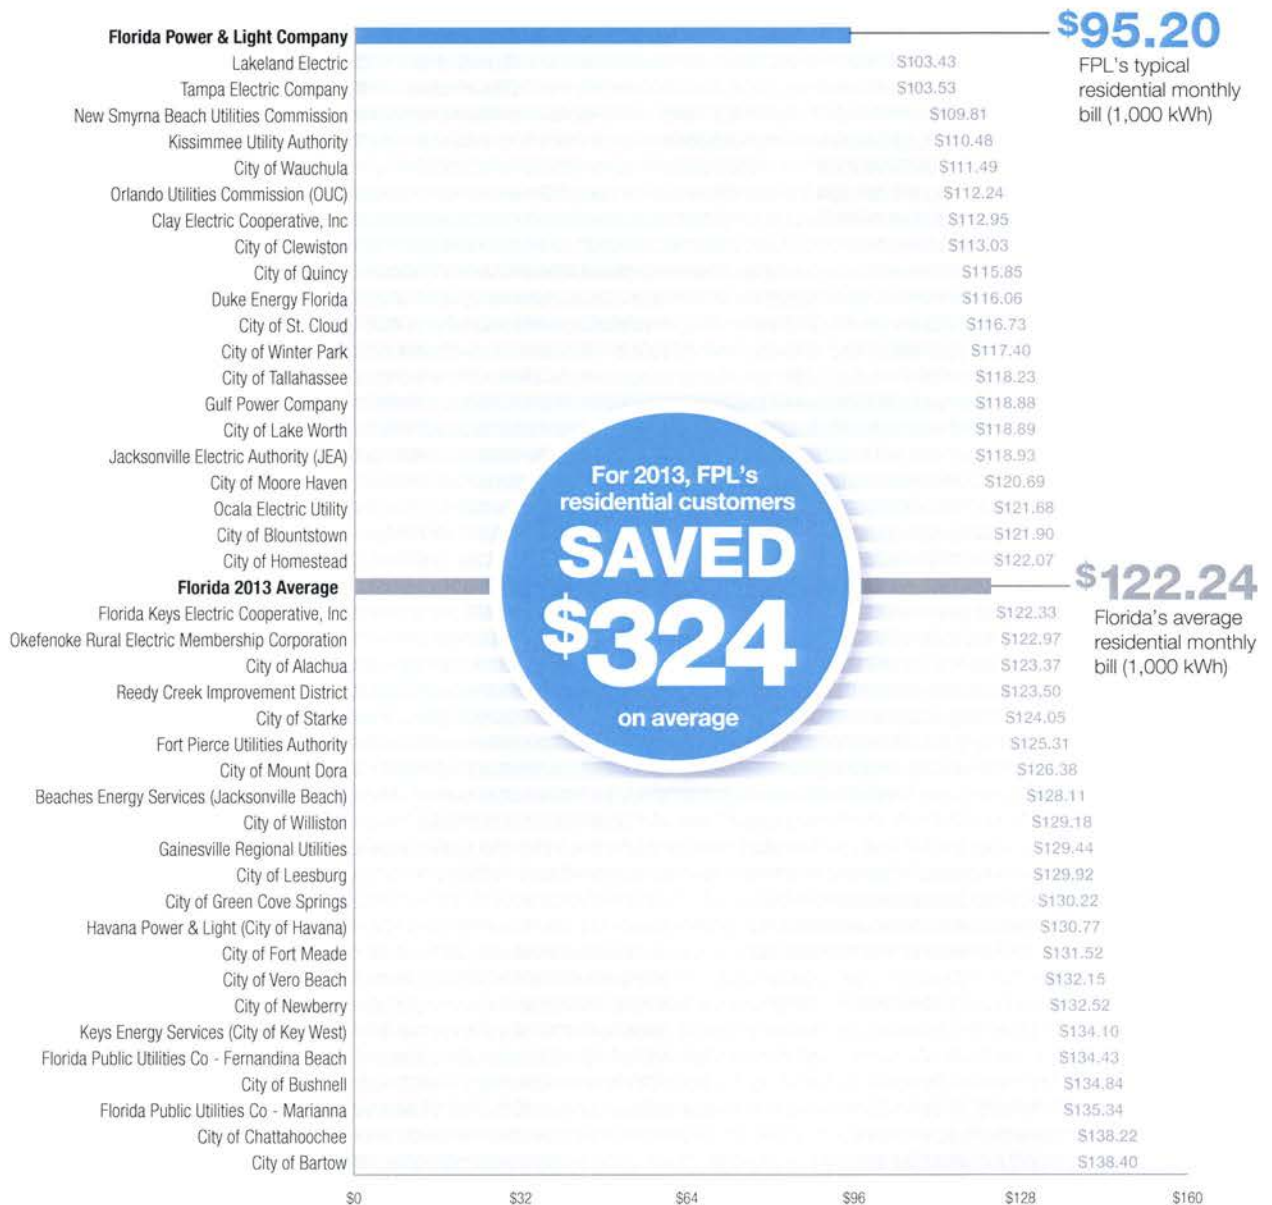 Florida Power & Light Company
$95.20
FPL's typical
residential monthly
bill (1,000 kWh)
Lakeland Electric $103.43
Tampa Electric Company $103.53
New Smyrna Beach Utilities Commission $109.81
Kissimmee Utility Authority $110.48
City of Wauchula $111.49
Orlando Utilities Commission (OUC) $112.24
Clay Electric Cooperative, Inc $112.95
City of Clewiston $113.03
City of Quincy $115.85
Duke Energy Florida $116.06
City of St. Cloud $116.73
City of Winter Park $117.40
City of Tallahassee $118.23
Gulf Power Company $118.88
City of Lake Worth $118.89
Jacksonville Electric Authority (JEA) $118.93
City of Moore Haven $120.69
Ocala Electric Utility $121.68
City of Blountstown $121.90
City of Homestead $122.07
Florida 2013 Average
$122.24
Florida's average
residential monthly
bill (1,000 kWh)
Florida Keys Electric Cooperative, Inc $122.33
Okefenoke Rural Electric Membership Corporation $122.97
City of Alachua $123.37
Reedy Creek Improvement District $123.50
City of Starke $124.05
Fort Pierce Utilities Authority $125.31
City of Mount Dora $126.38
Beaches Energy Services (Jacksonville Beach) $128.11
City of Williston $129.18
Gainesville Regional Utilities $129.44
City of Leesburg $129.92
City of Green Cove Springs $130.22
Havana Power & Light (City of Havana) $130.77
City of Fort Meade $131.52
City of Vero Beach $132.15
City of Newberry $132.52
Keys Energy Services (City of Key West) $134.10
Florida Public Utilities Co - Fernandina Beach $134.43
City of Bushnell $134.84
Florida Public Utilities Co - Marianna $135.34
City of Chattahoochee $138.22
City of Bartow $138.40
For 2013, FPL's
residential customers
SAVED
$324
on average
$0 $32 $64 $96 $128 $160